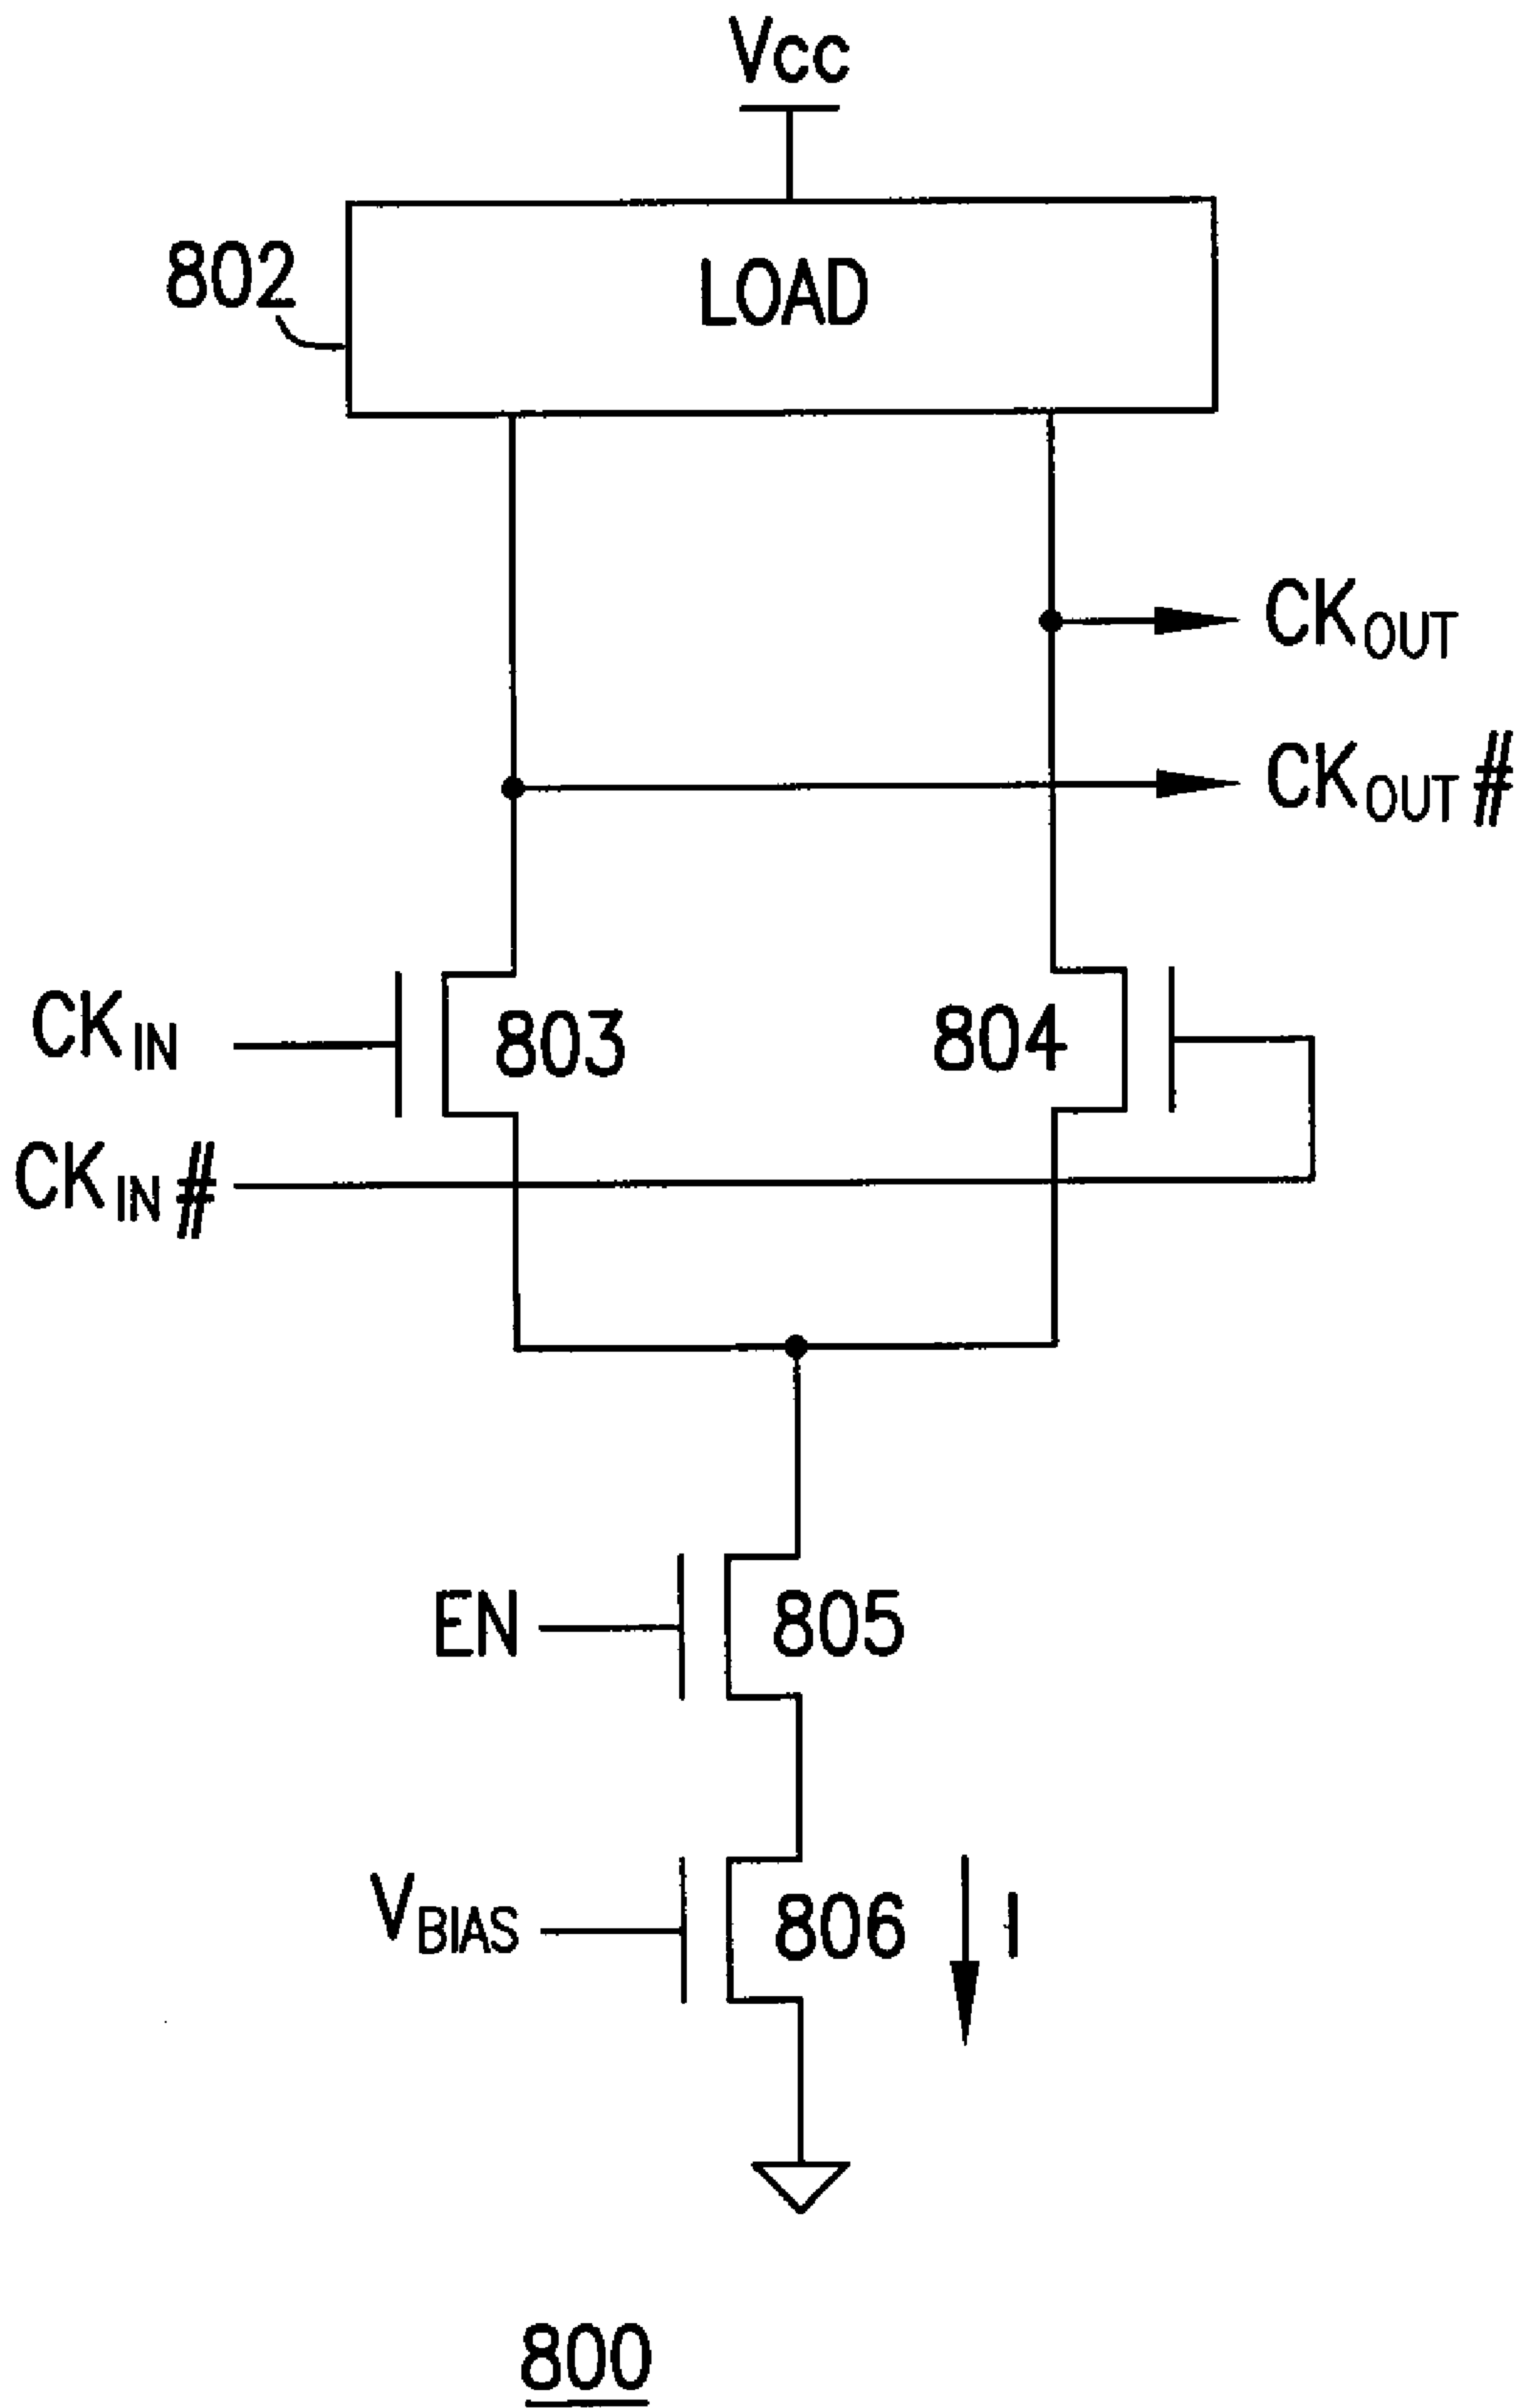 Vcc
802
LOAD
CKOUT
CKOUT#
CKIN
803
804
CKIN#
EN
805
VBIAS
806
I
800